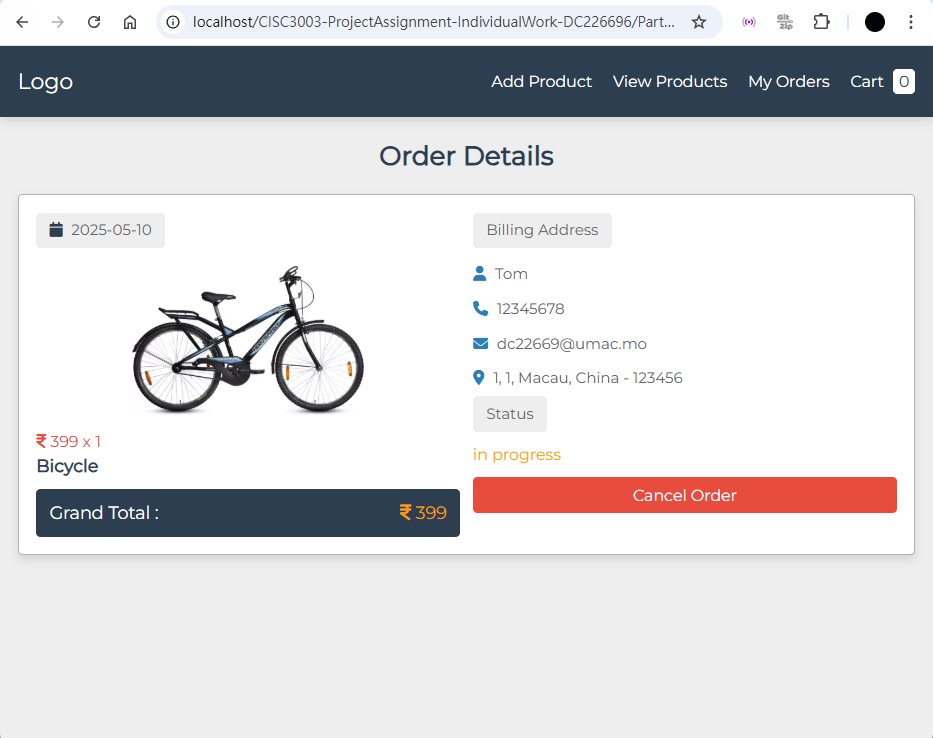 localhost/CISC3003-ProjectAssignment-IndividualWork-DC226696/Part...
Git
zip
Logo
Add Product
View Products
My Orders
Cart 0
Order Details
2025-05-10
₹ 399 x 1
Bicycle
Grand Total : ₹ 399
Billing Address
Tom
12345678
dc22669@umac.mo
1, 1, Macau, China - 123456
Status
in progress
Cancel Order